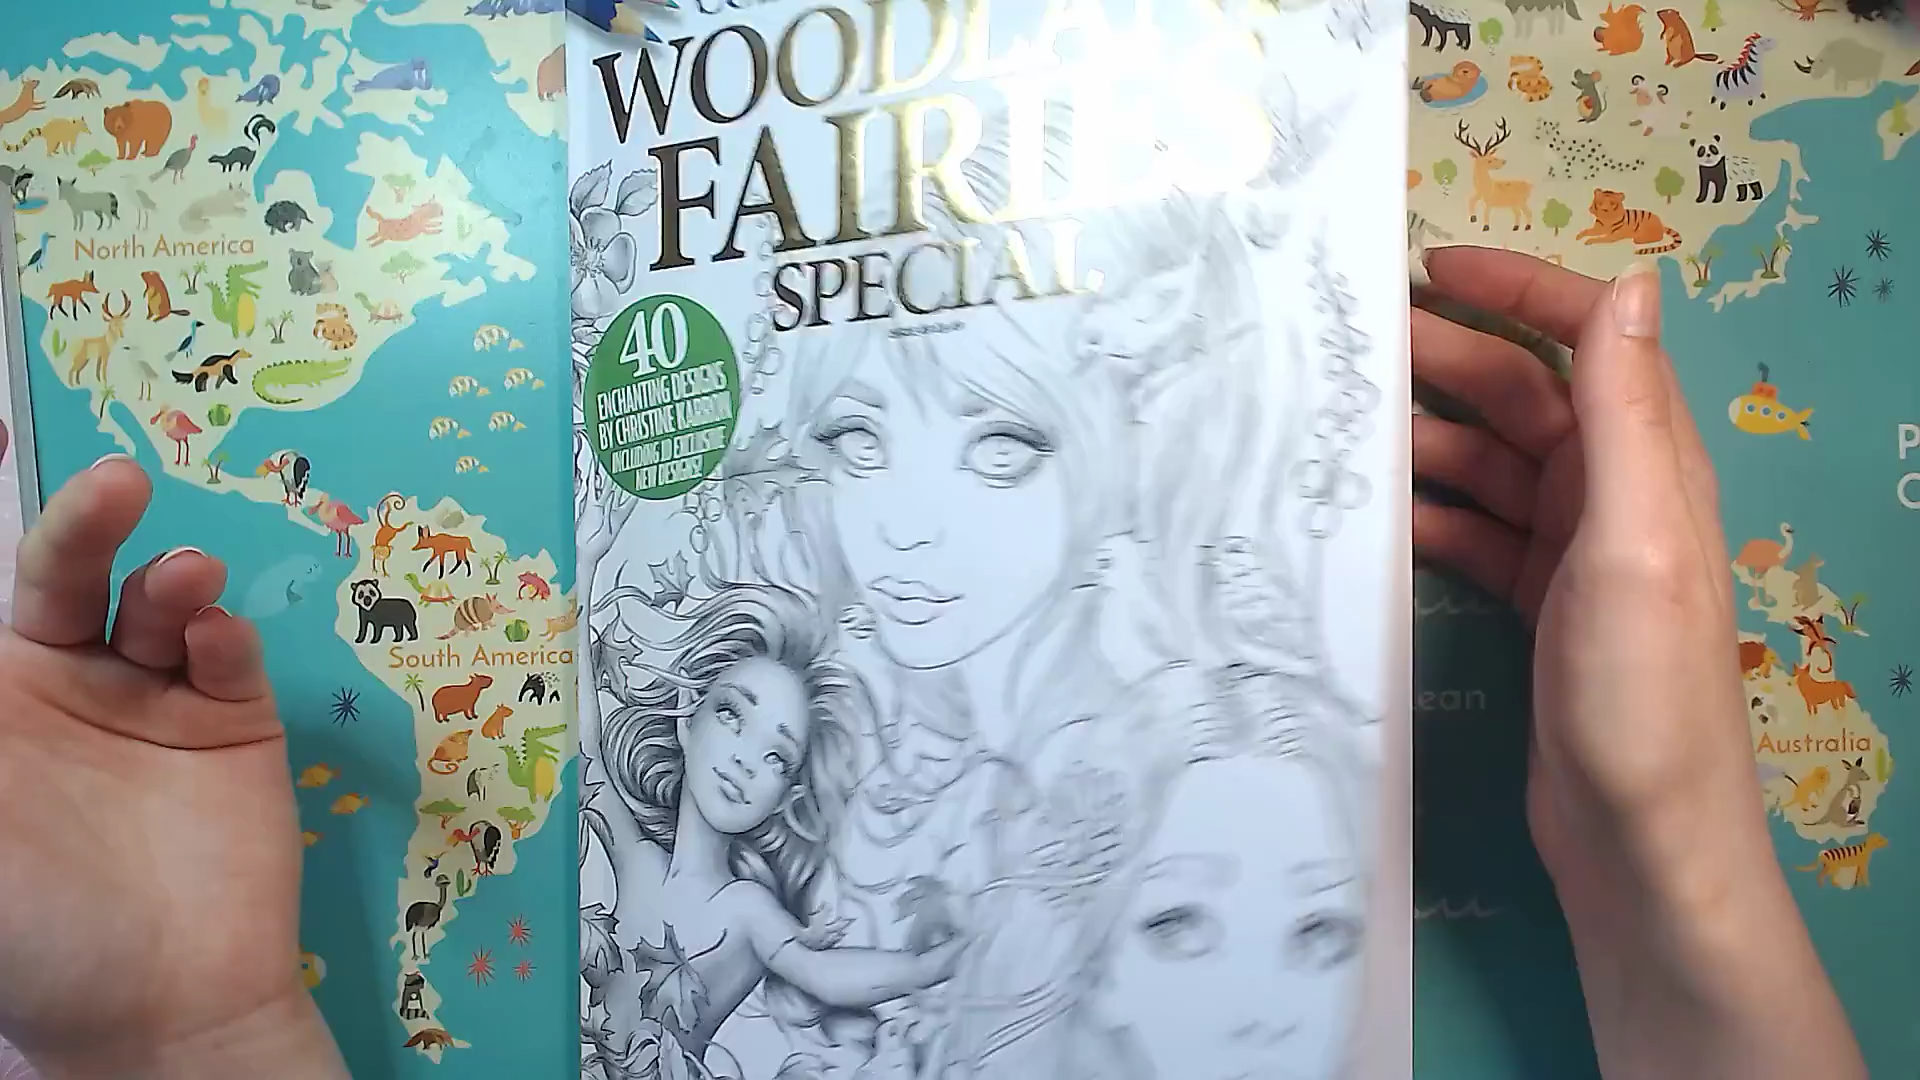 WOODLAND
FAIRIES
SPECIAL
40
ENCHANTING DESIGNS
BY CHRISTINE KARRON
INCLUDING 10 EXCLUSIVE
NEW DESIGNS!
North America
South America
Australia